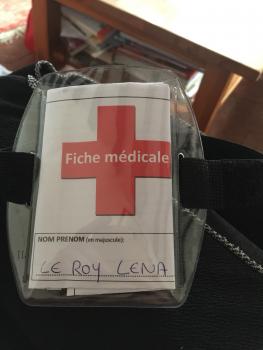 Fiche médicale
NOM PRENOM (en majuscule):
LE ROY LENA